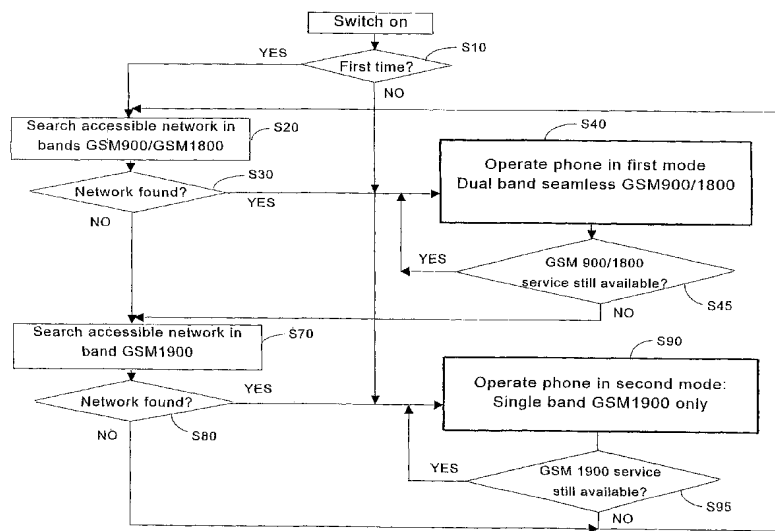 Switch on
S10
YES
First time?
NO
Search accessible network in
bands GSM900/GSM1800
S20
S40
Operate phone in first mode
Dual band seamless GSM900/1800
S30
Network found?
YES
NO
YES
GSM 900/1800
service still available?
S45
NO
Search accessible network in
band GSM1900
S70
S90
Operate phone in second mode:
Single band GSM1900 only
Network found?
YES
NO
S80
YES
GSM 1900 service
still available?
S95
NO